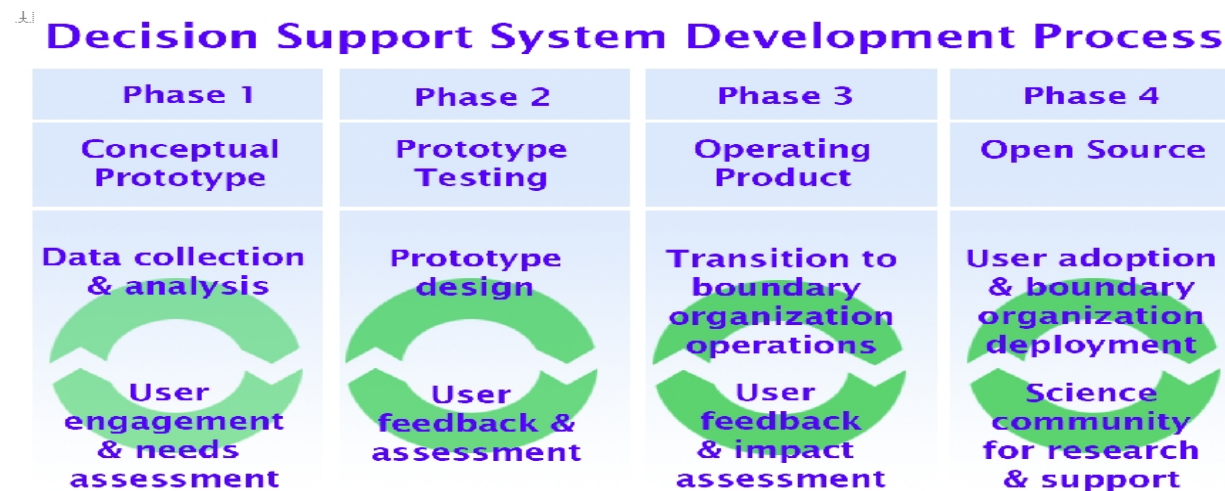 Decision Support System Development Process
Phase 1
Conceptual
Prototype
Data collection
& analysis
User
engagement
& needs
assessment
Phase 2
Prototype
Testing
Prototype
design
User
feedback &
assessment
Phase 3
Operating
Product
Transition to
boundary
organization
operations
User
feedback
& impact
assessment
Phase 4
Open Source
User adoption
& boundary
organization
deployment
Science
community
for research
& support